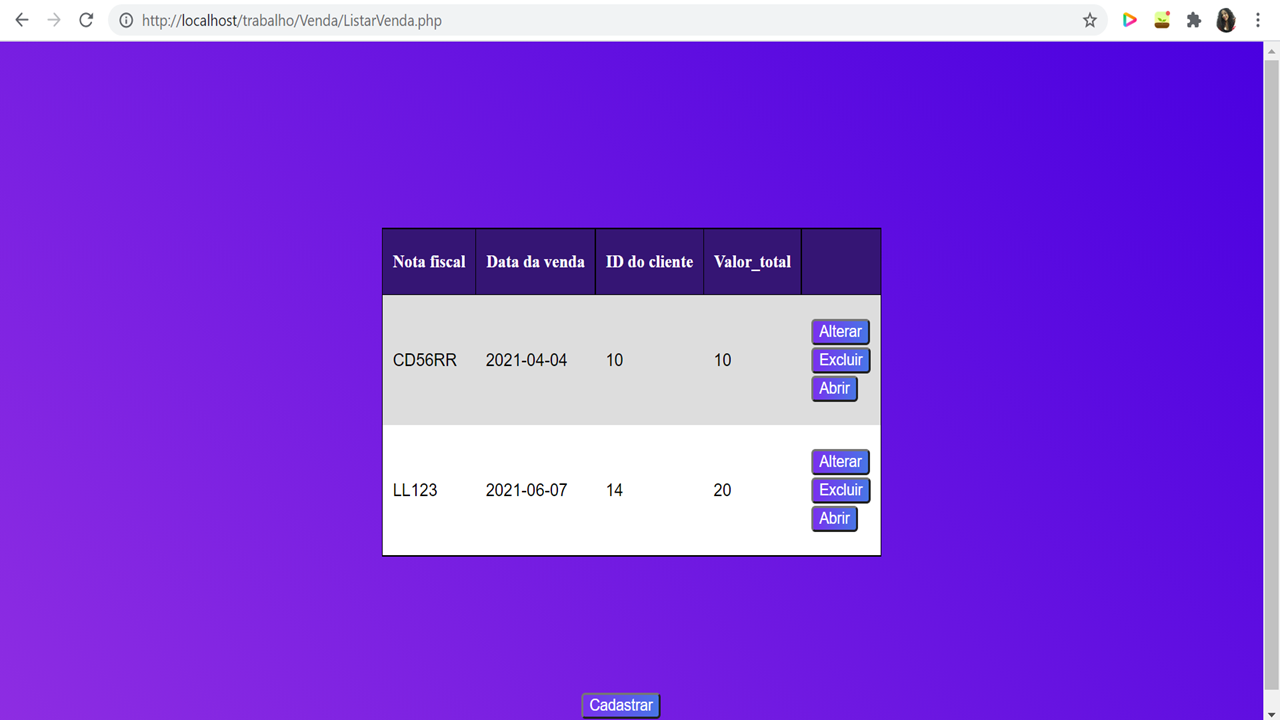 http://localhost/trabalho/Venda/ListarVenda.php
Nota fiscal Data da venda ID do cliente Valor_total
CD56RR 2021-04-04 10 10 Alterar
Excluir
Abrir
LL123 2021-06-07 14 20 Alterar
Excluir
Abrir
Cadastrar